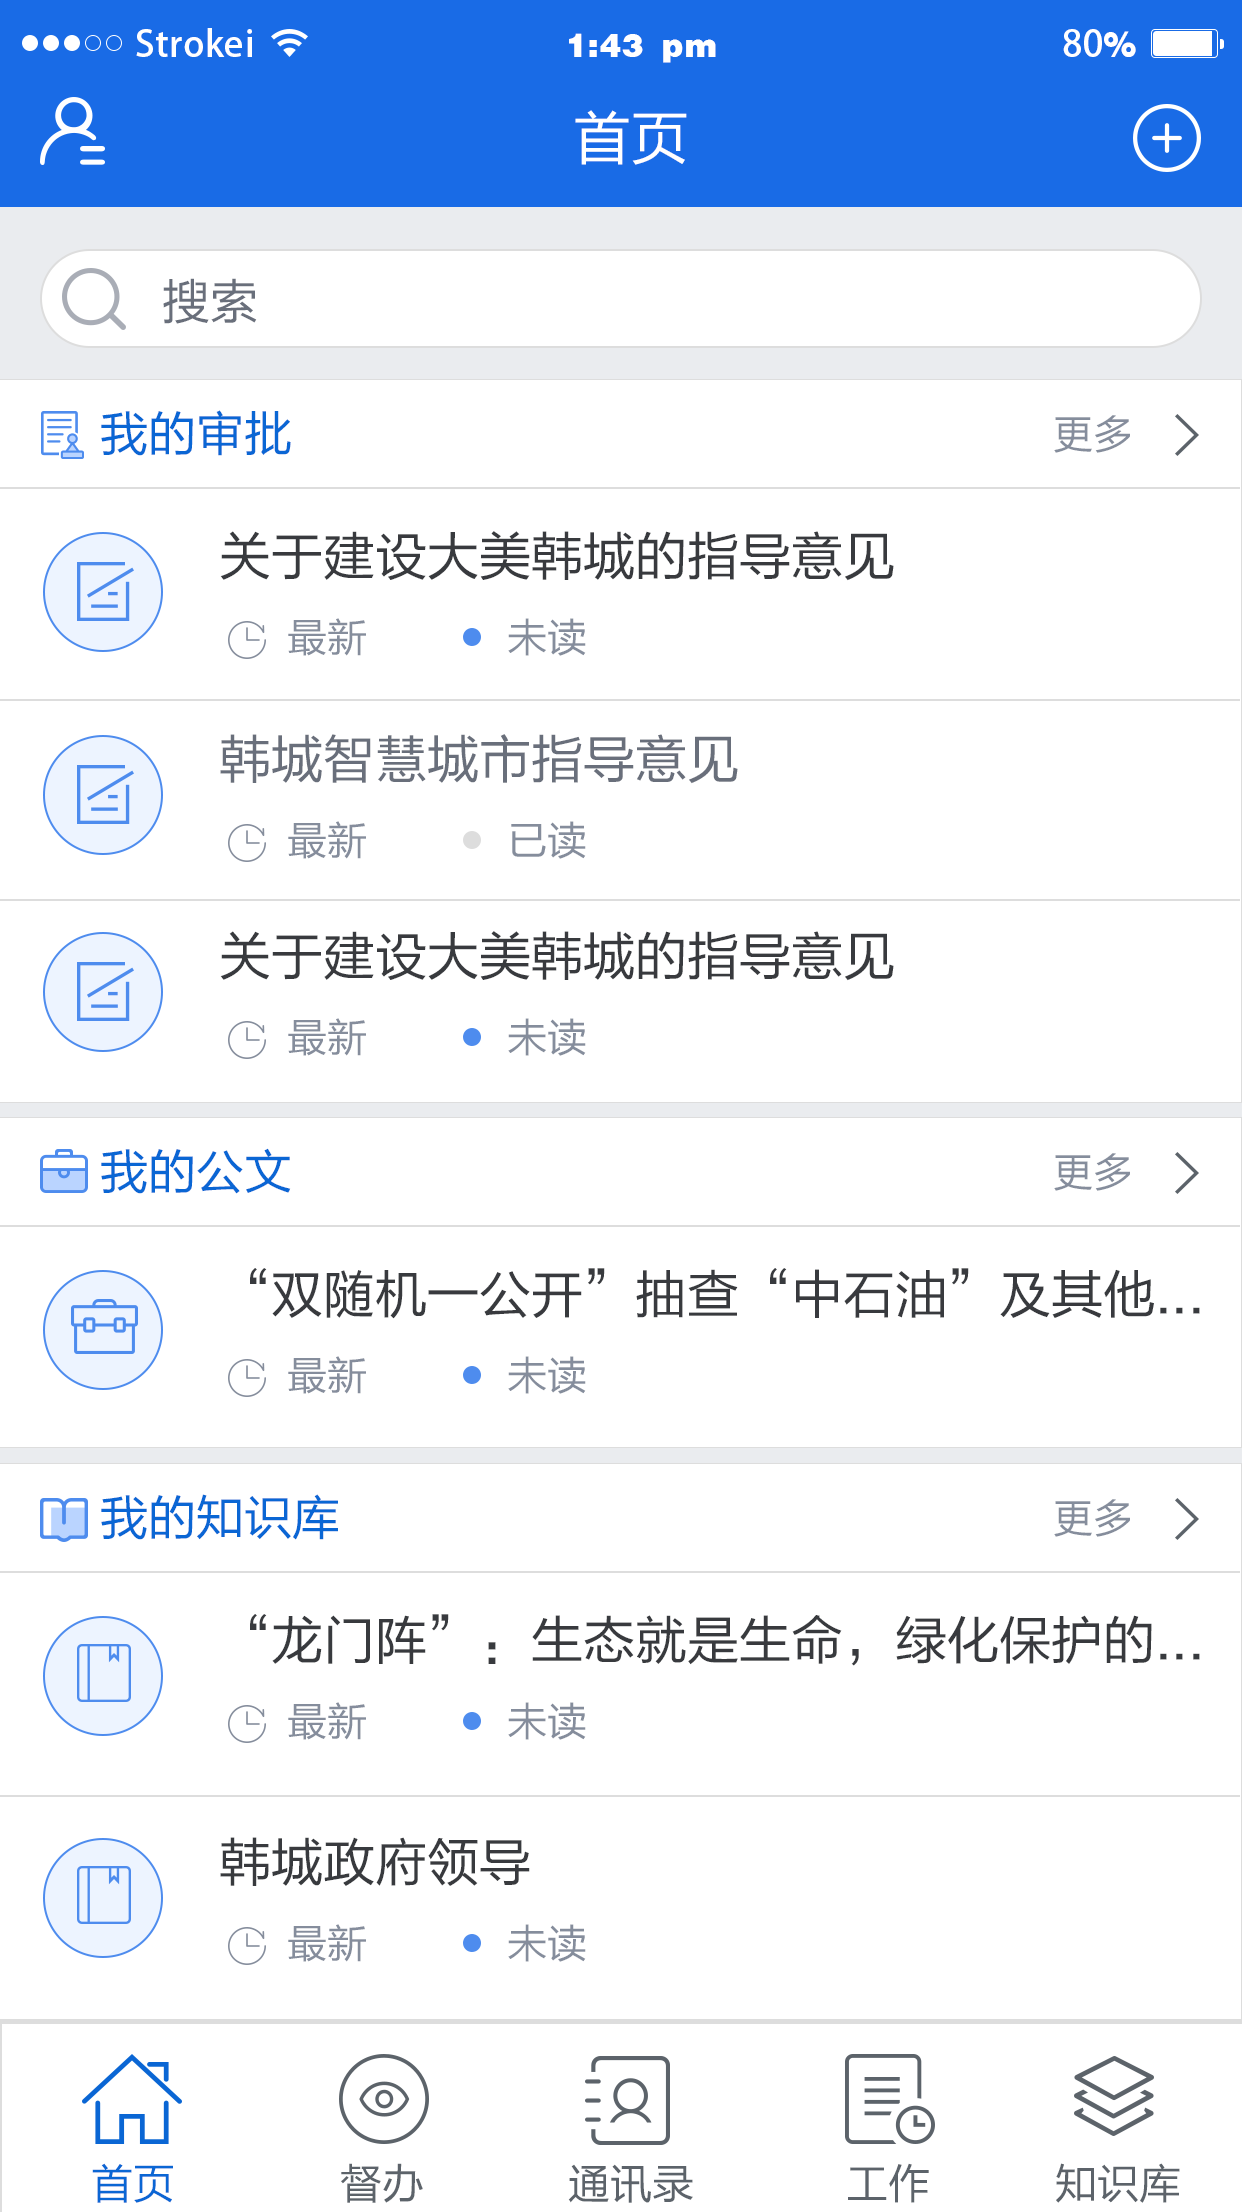 Strokei 1:43 pm 80%
首页
搜索
我的审批 更多
关于建设大美韩城的指导意见
最新 未读
韩城智慧城市指导意见
最新 已读
关于建设大美韩城的指导意见
最新 未读
我的公文 更多
“双随机一公开”抽查“中石油”及其他...
最新 未读
我的知识库 更多
“龙门阵”：生态就是生命，绿化保护的...
最新 未读
韩城政府领导
最新 未读
首页 督办 通讯录 工作 知识库